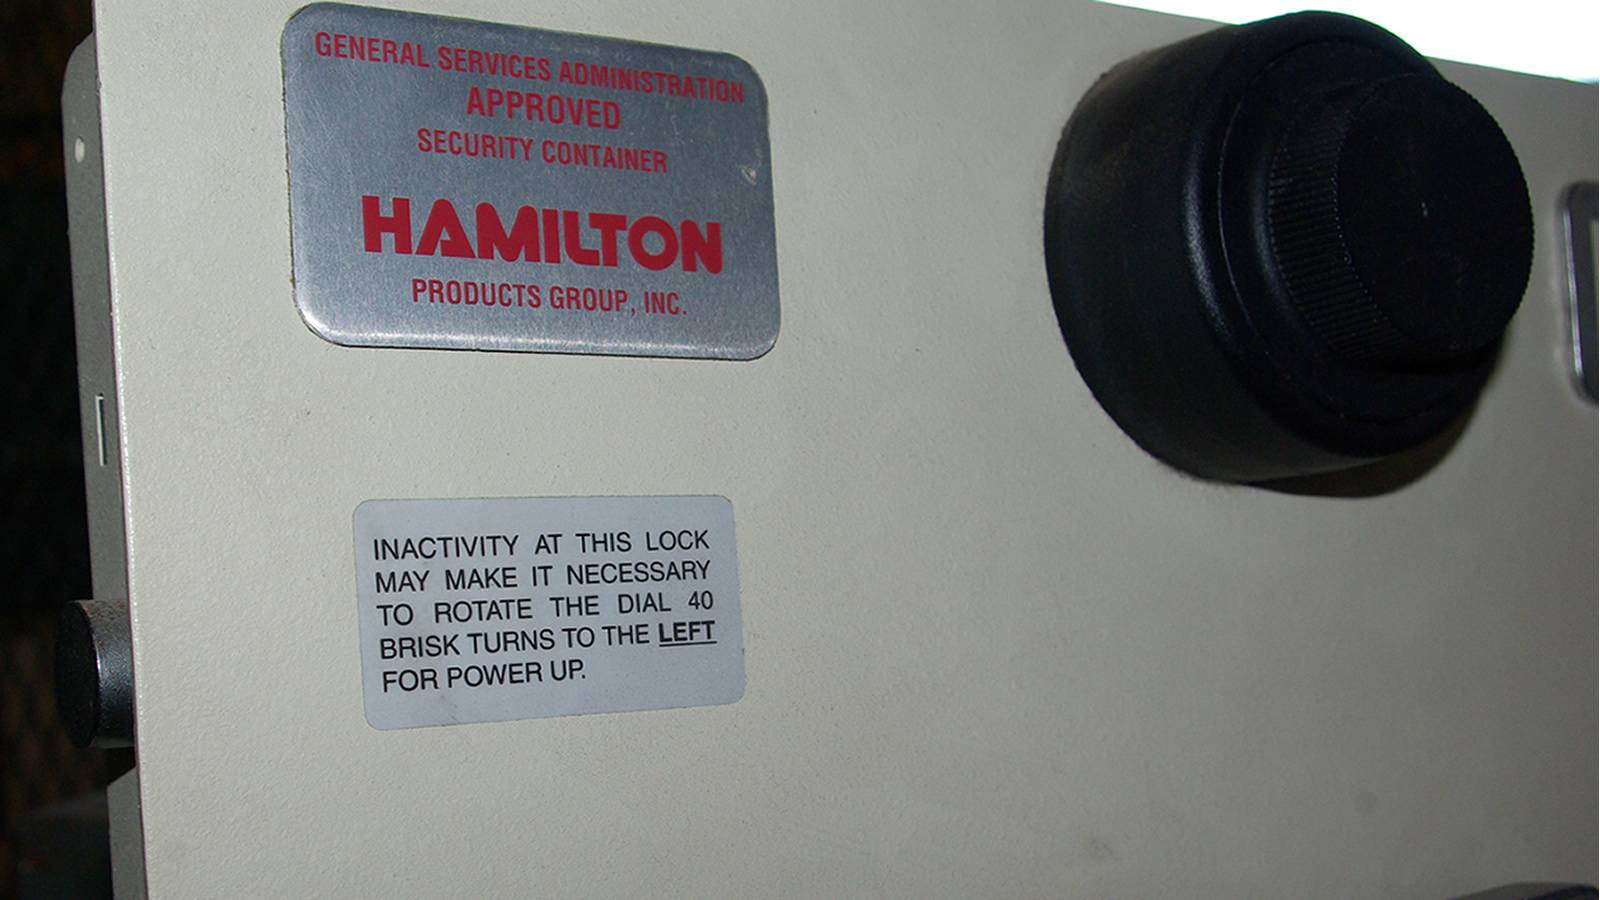 GENERAL SERVICES ADMINISTRATION
APPROVED
SECURITY CONTAINER
HAMILTON
PRODUCTS GROUP, INC.
INACTIVITY AT THIS LOCK
MAY MAKE IT NECESSARY
TO ROTATE THE DIAL 40
BRISK TURNS TO THE LEFT
FOR POWER UP.